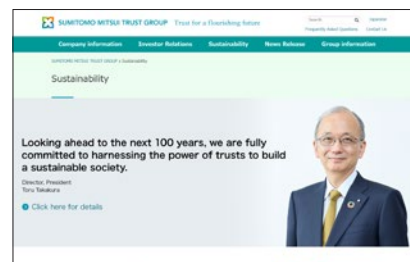 SUMITOMO MITSUI TRUST GROUP Trust for a flourishing future
Search Japanese
Frequently Asked Questions Contact Us
Company Information Investor Relations Sustainability News Release Group information
SUMITOMO MITSUI TRUST GROUP > Sustainability
Sustainability
Looking ahead to the next 100 years, we are fully
committed to harnessing the power of trusts to build
a sustainable society.
Director, President
Toru Takakura
Click here for details